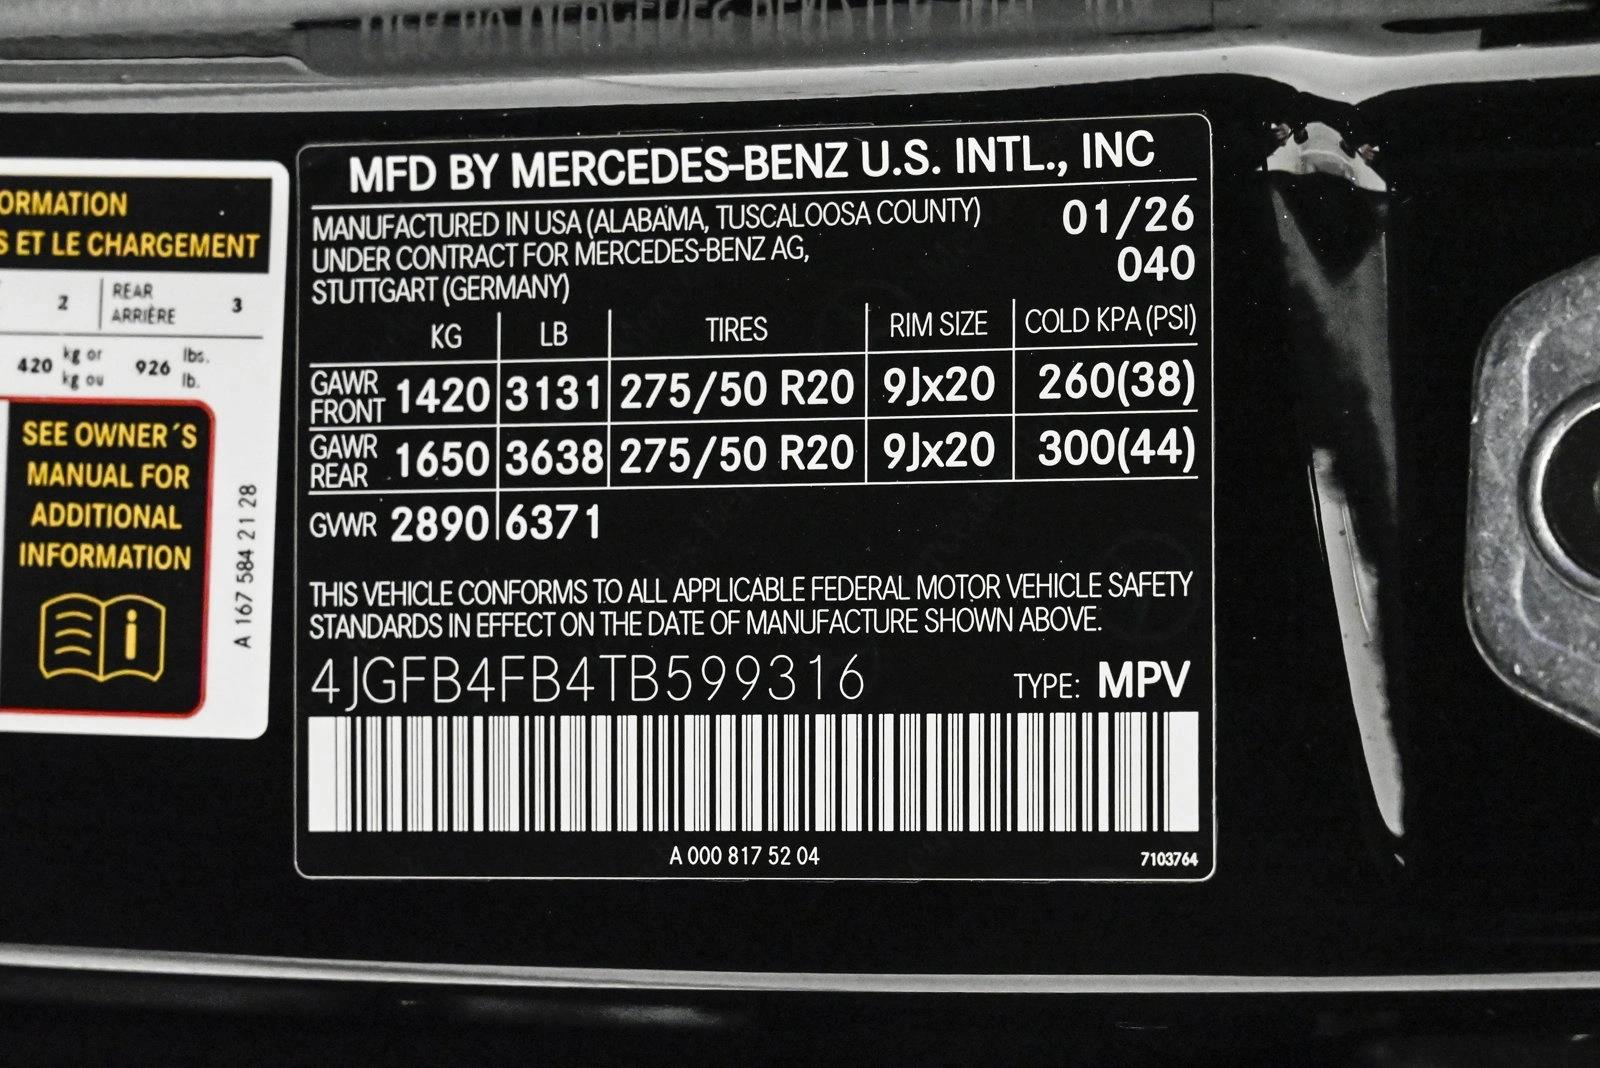 MFD BY MERCEDES-BENZ U.S. INTL., INC
MANUFACTURED IN USA (ALABAMA, TUSCALOOSA COUNTY) 01/26
UNDER CONTRACT FOR MERCEDES-BENZ AG, 040
STUTTGART (GERMANY)
KG LB TIRES RIM SIZE COLD KPA (PSI)
GAWR FRONT 1420 3131 275/50 R20 9Jx20 260(38)
GAWR REAR 1650 3638 275/50 R20 9Jx20 300(44)
GVWR 2890 6371
THIS VEHICLE CONFORMS TO ALL APPLICABLE FEDERAL MOTOR VEHICLE SAFETY
STANDARDS IN EFFECT ON THE DATE OF MANUFACTURE SHOWN ABOVE.
4JGFB4FB4TB599316 TYPE: MPV
A 000 817 52 04 7103764
ET LE CHARGEMENT
2 REAR ARRIÈRE 3
420 kg or kg ou 926 lbs. lb.
SEE OWNER´S
MANUAL FOR
ADDITIONAL
INFORMATION
A 167 584 21 28